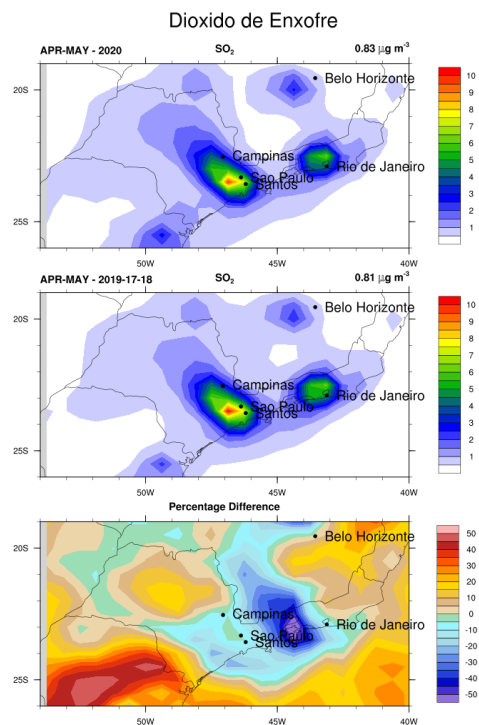 Dioxido de Enxofre
APR-MAY - 2020 SO₂ 0.83 μg m⁻³
20S
25S
Belo Horizonte
Campinas
Sao Paulo
Santos
Rio de Janeiro
50W 45W 40W
10
9
8
7
6
5
4
3
2
1
APR-MAY - 2019-17-18 SO₂ 0.81 μg m⁻³
20S
25S
Belo Horizonte
Campinas
Sao Paulo
Santos
Rio de Janeiro
50W 45W 40W
10
9
8
7
6
5
4
3
2
1
Percentage Difference
20S
25S
Belo Horizonte
Campinas
Sao Paulo
Santos
Rio de Janeiro
50W 45W 40W
50
40
30
20
10
0
-10
-20
-30
-40
-50